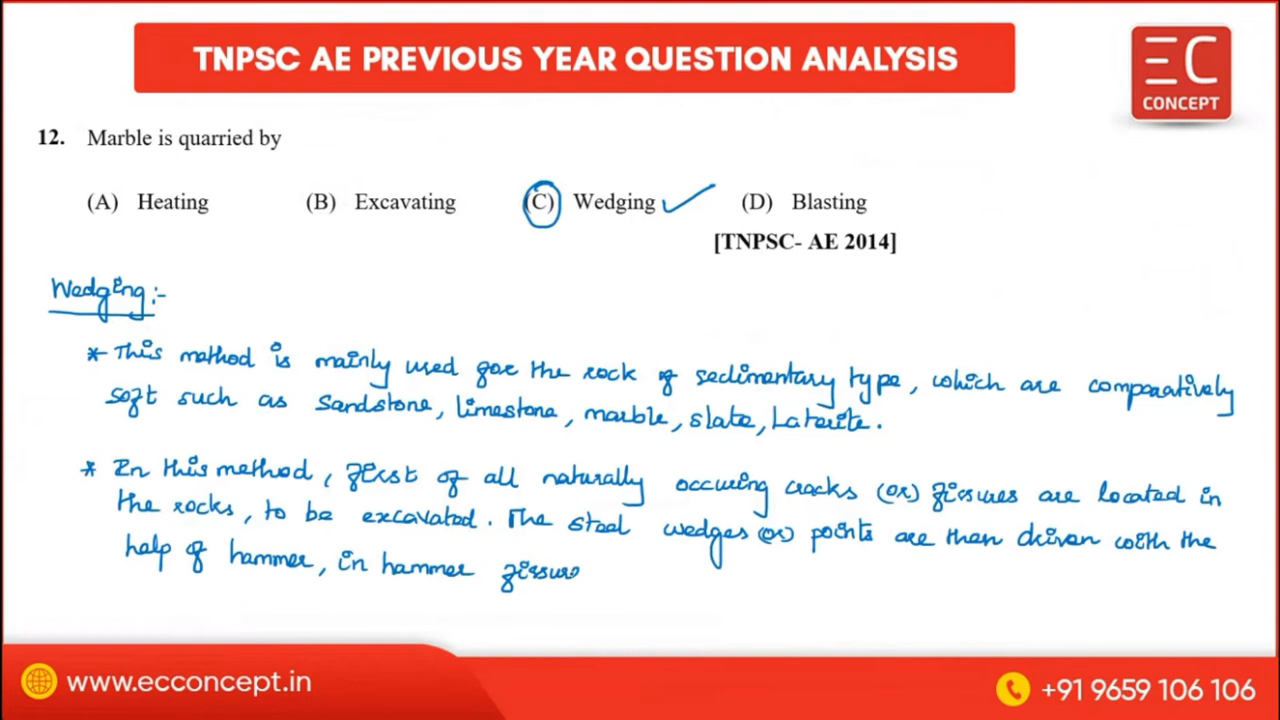 TNPSC AE PREVIOUS YEAR QUESTION ANALYSIS
EC
CONCEPT
12. Marble is quarried by
(A) Heating (B) Excavating (C) Wedging (D) Blasting
[TNPSC- AE 2014]
Wedging :-
* This method is mainly used for the rock of sedimentary type, which are comparatively
soft such as sandstone, limestone, marble, slate, Laterite.
* In this method, first of all naturally occuring cracks (or) fissures are located in
the rocks, to be excavated. The steel wedges (or) points are then driven with the
help of hammer, in hammer fissure
www.ecconcept.in
+91 9659 106 106